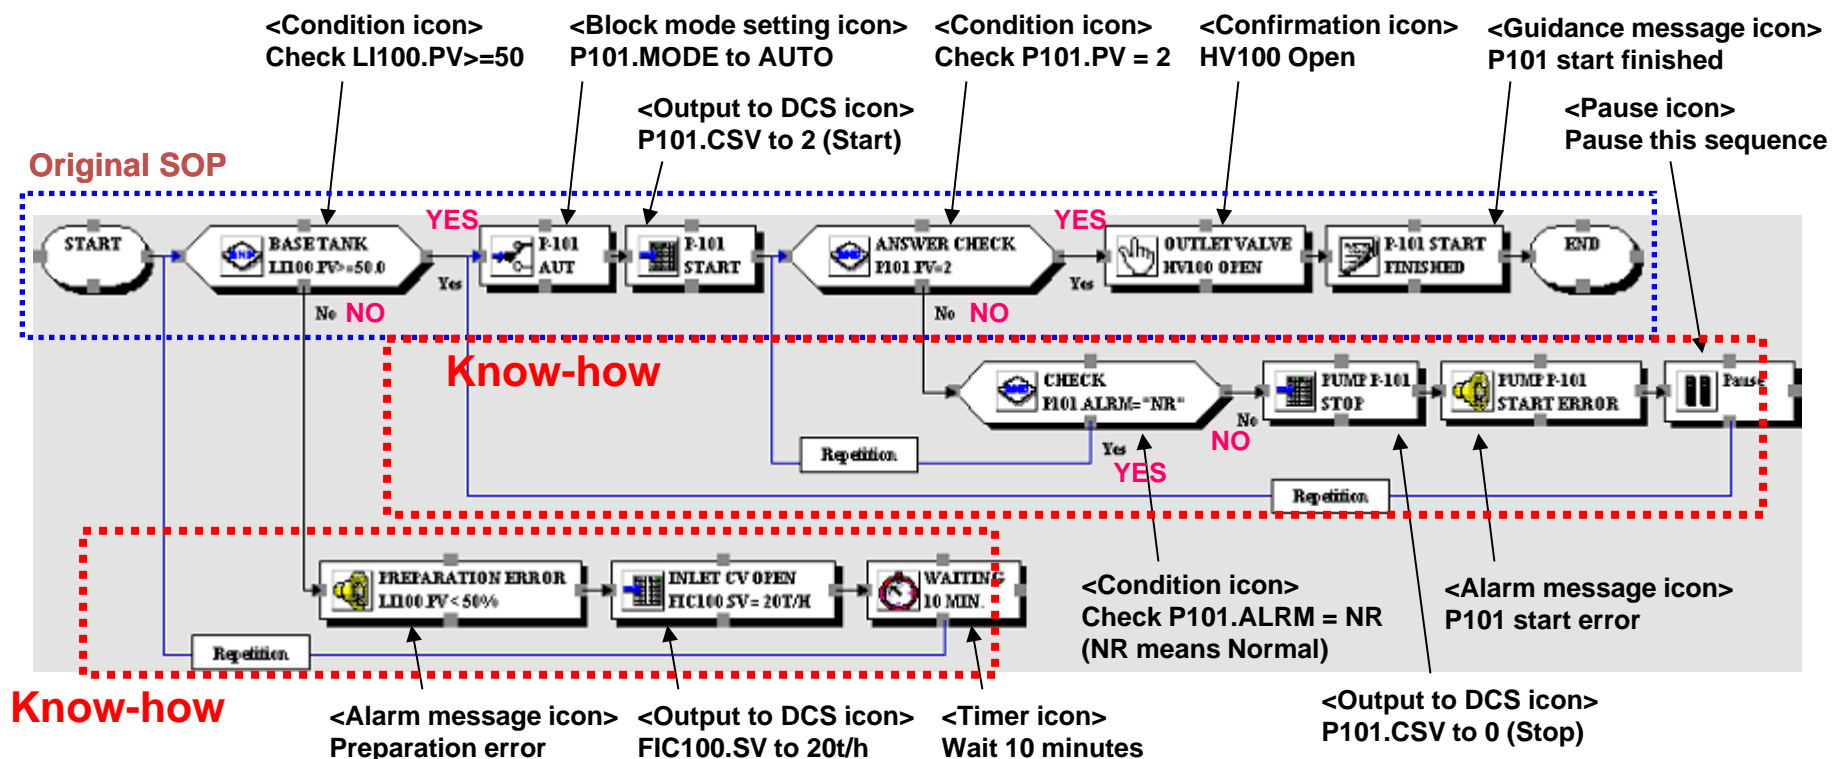 <Condition icon>
Check LI100.PV>=50
<Block mode setting icon>
P101.MODE to AUTO
<Condition icon>
Check P101.PV = 2
<Confirmation icon>
HV100 Open
<Guidance message icon>
P101 start finished
<Output to DCS icon>
P101.CSV to 2 (Start)
<Pause icon>
Pause this sequence
Original SOP
START
BASE TANK
LI100.PV>=50.0
YES
Yes
No
NO
P-101
AUT
P-101
START
ANSWER CHECK
P101.PV=2
YES
Yes
No
NO
OUTLET VALVE
HV100 OPEN
P-101 START
FINISHED
END
Know-how
CHECK
P101.ALRM="NR"
No
NO
Yes
YES
PUMP P-101
STOP
PUMP P-101
START ERROR
Pause
Repetition
Repetition
PREPARATION ERROR
LI100.PV<50%
INLET CV OPEN
FIC100.SV= 20T/H
WAITING
10 MIN.
Repetition
Know-how
<Condition icon>
Check P101.ALRM = NR
(NR means Normal)
<Alarm message icon>
P101 start error
<Output to DCS icon>
P101.CSV to 0 (Stop)
<Alarm message icon>
Preparation error
<Output to DCS icon>
FIC100.SV to 20t/h
<Timer icon>
Wait 10 minutes